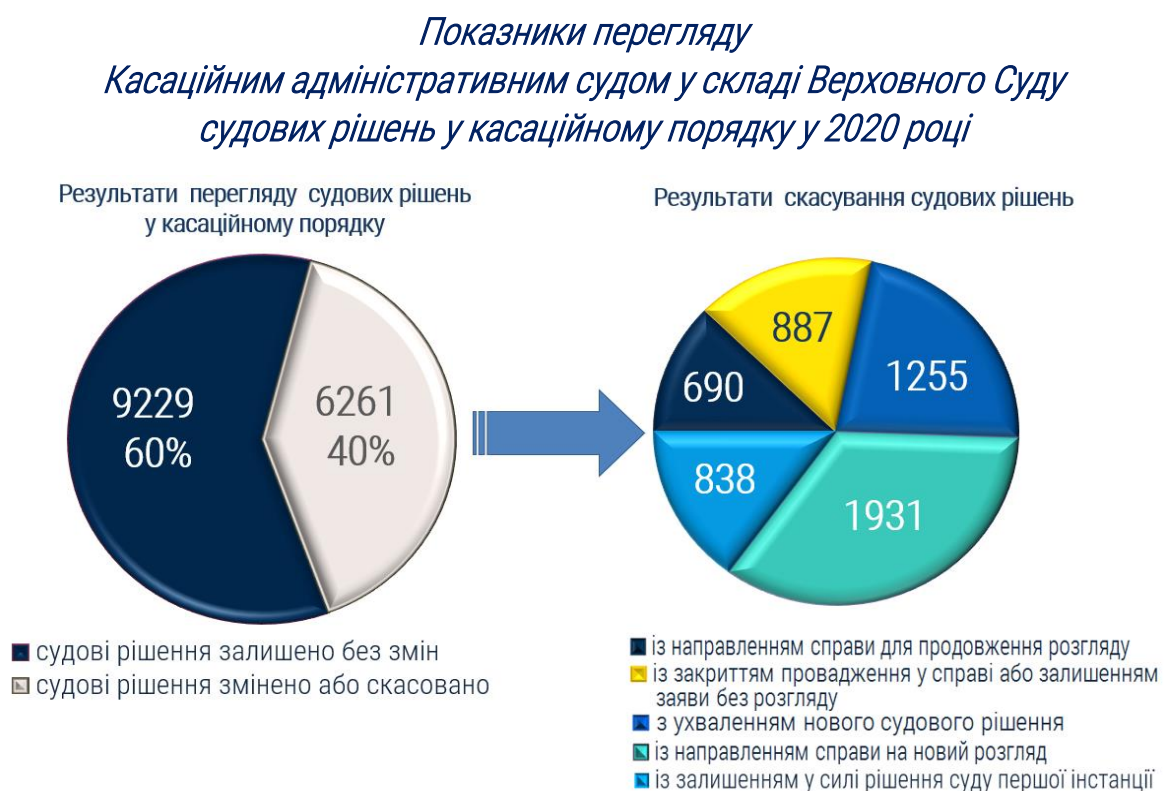 Показники перегляду
Касаційним адміністративним судом у складі Верховного Суду
судових рішень у касаційному порядку у 2020 році
Результати перегляду судових рішень
у касаційному порядку
9229
60%
6261
40%
судові рішення залишено без змін
судові рішення змінено або скасовано
Результати скасування судових рішень
887
1255
690
838
1931
із направленням справи для продовження розгляду
із закриттям провадження у справі або залишенням
заяви без розгляду
з ухваленням нового судового рішення
із направленням справи на новий розгляд
із залишенням у силі рішення суду першої інстанції